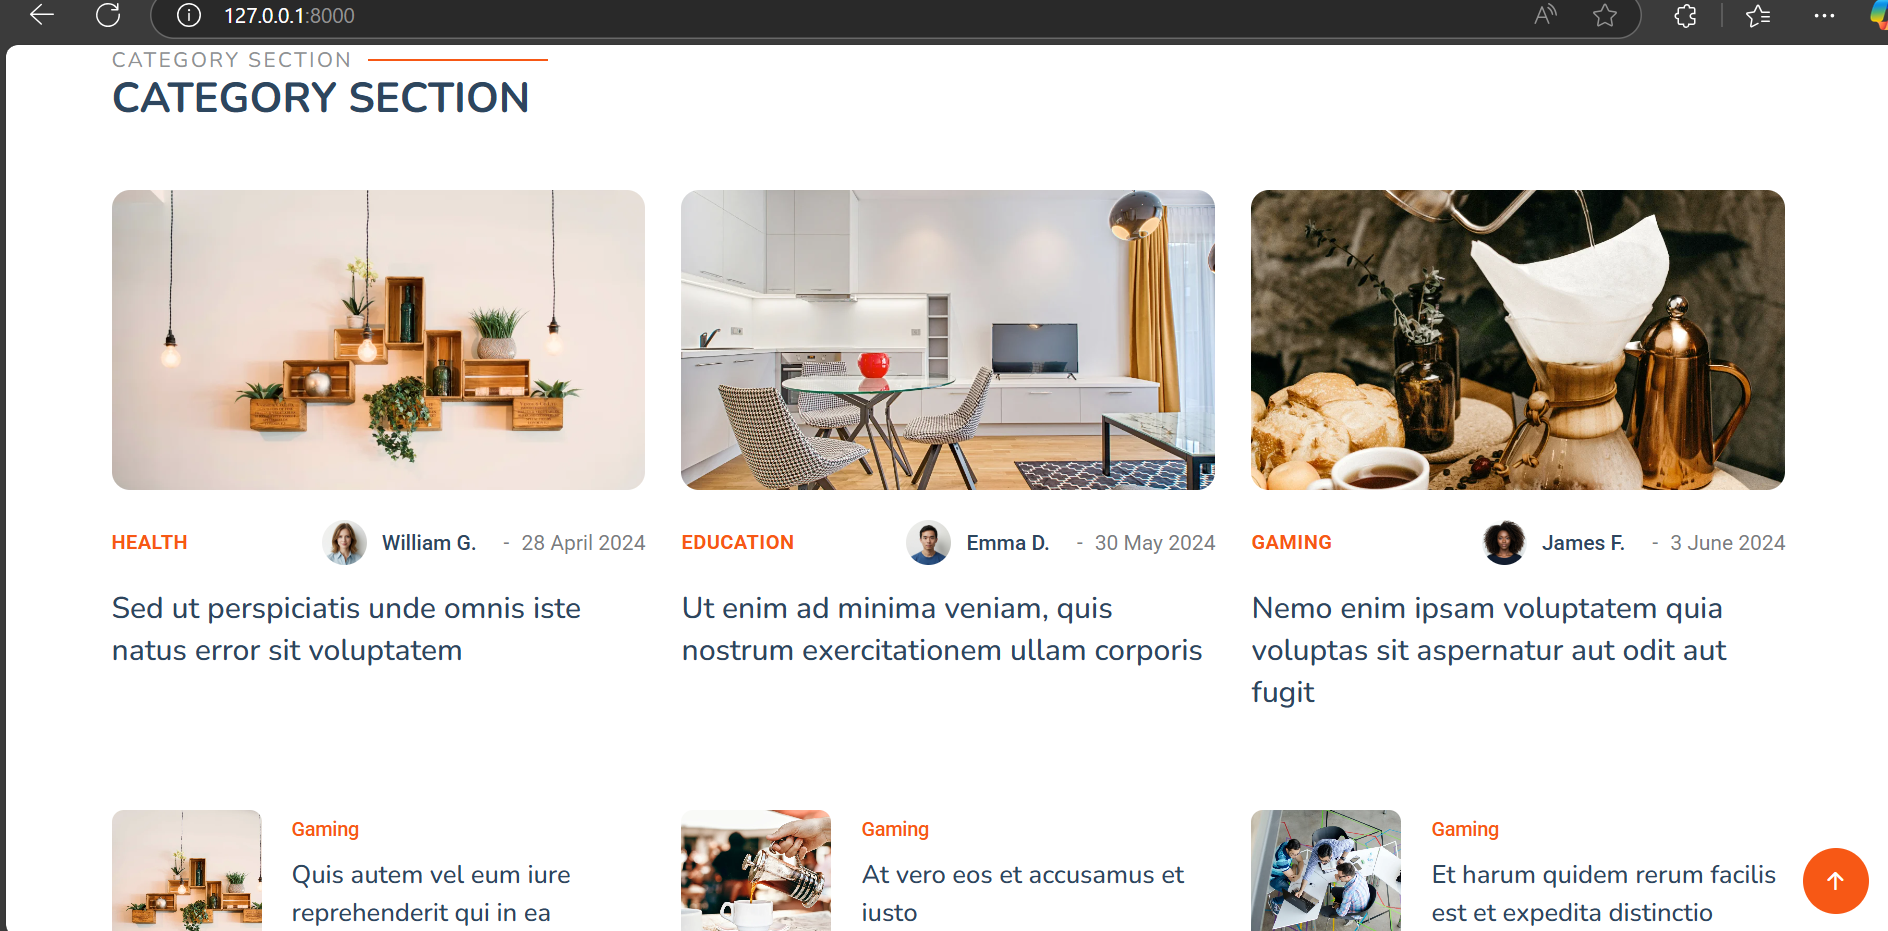 127.0.0.1:8000
CATEGORY SECTION
CATEGORY SECTION
HEALTH William G. - 28 April 2024
Sed ut perspiciatis unde omnis iste
natus error sit voluptatem
EDUCATION Emma D. - 30 May 2024
Ut enim ad minima veniam, quis
nostrum exercitationem ullam corporis
GAMING James F. - 3 June 2024
Nemo enim ipsam voluptatem quia
voluptas sit aspernatur aut odit aut
fugit
Gaming
Quis autem vel eum iure
reprehenderit qui in ea
Gaming
At vero eos et accusamus et
iusto
Gaming
Et harum quidem rerum facilis
est et expedita distinctio